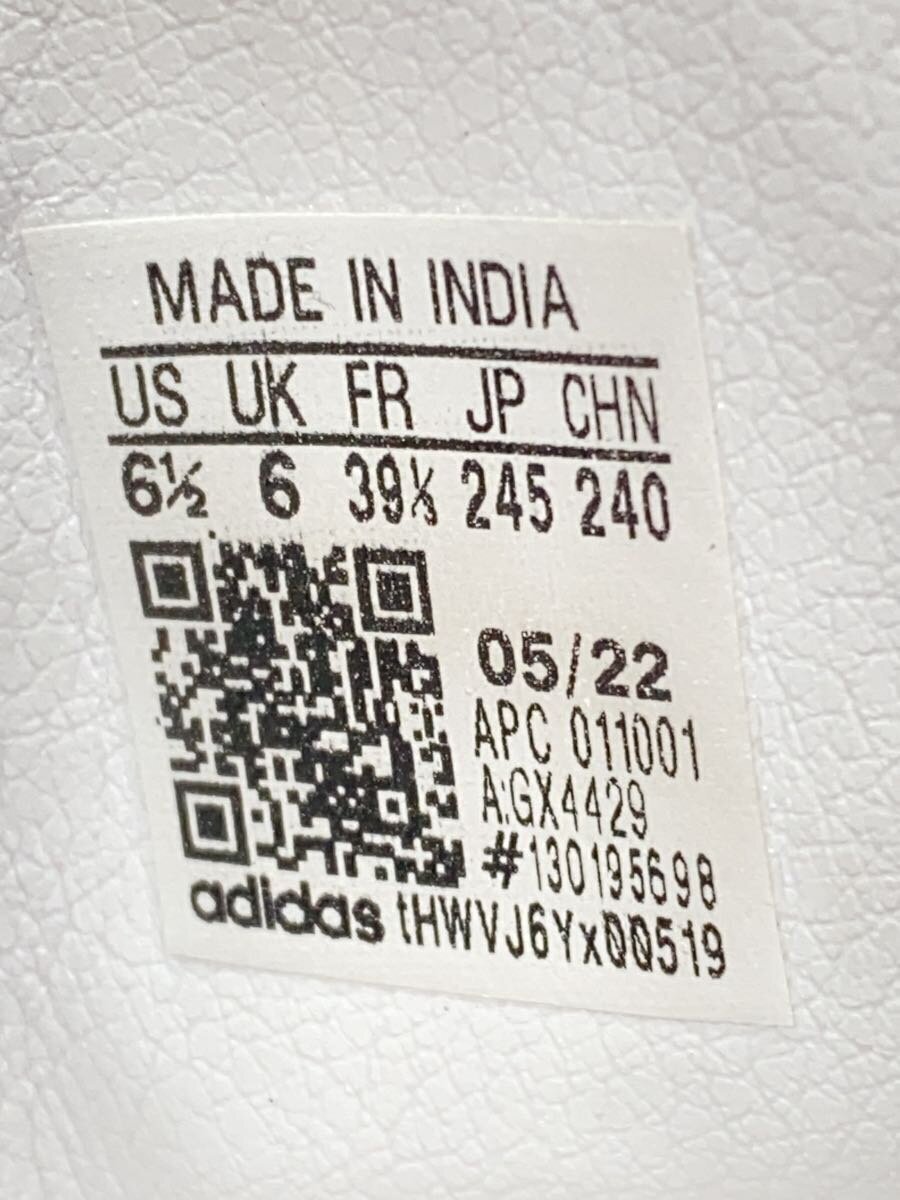 MADE IN INDIA
US UK FR JP CHN
6½ 6 39⅓ 245 240
05/22
APC 011001
A:GX4429
#130195698
adidas tHWVJ6Yx00519